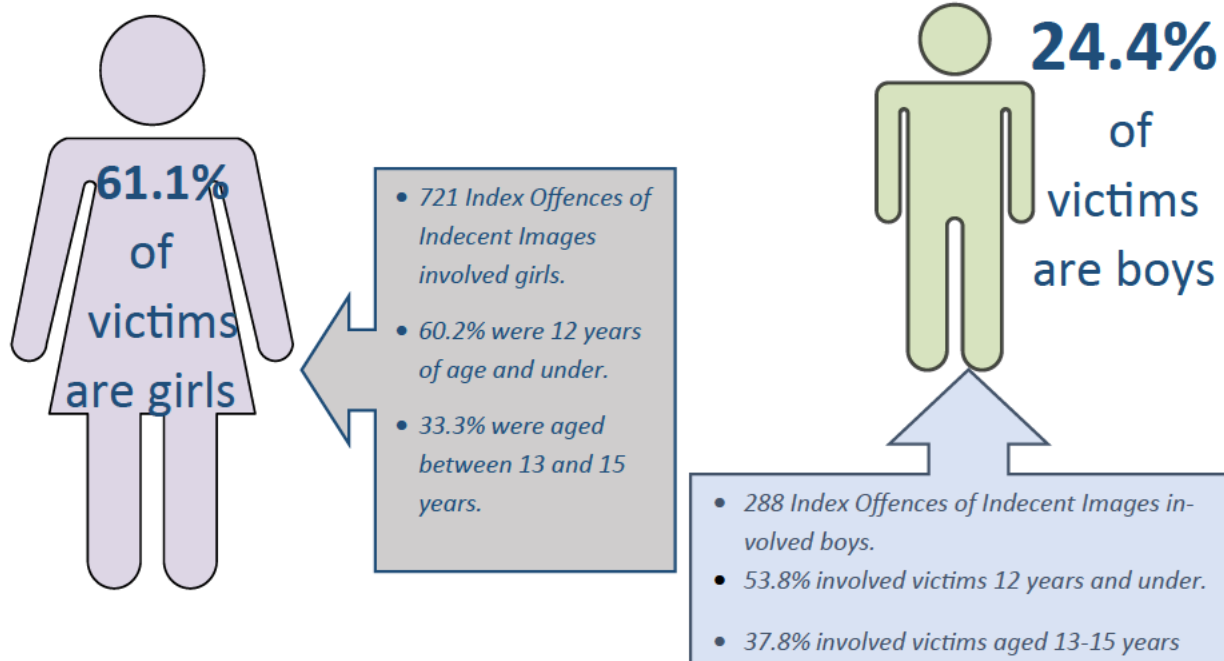 61.1%
of
victims
are girls
• 721 Index Offences of
Indecent Images
involved girls.
• 60.2% were 12 years
of age and under.
• 33.3% were aged
between 13 and 15
years.
24.4%
of
victims
are boys
• 288 Index Offences of Indecent Images in-
volved boys.
• 53.8% involved victims 12 years and under.
• 37.8% involved victims aged 13-15 years